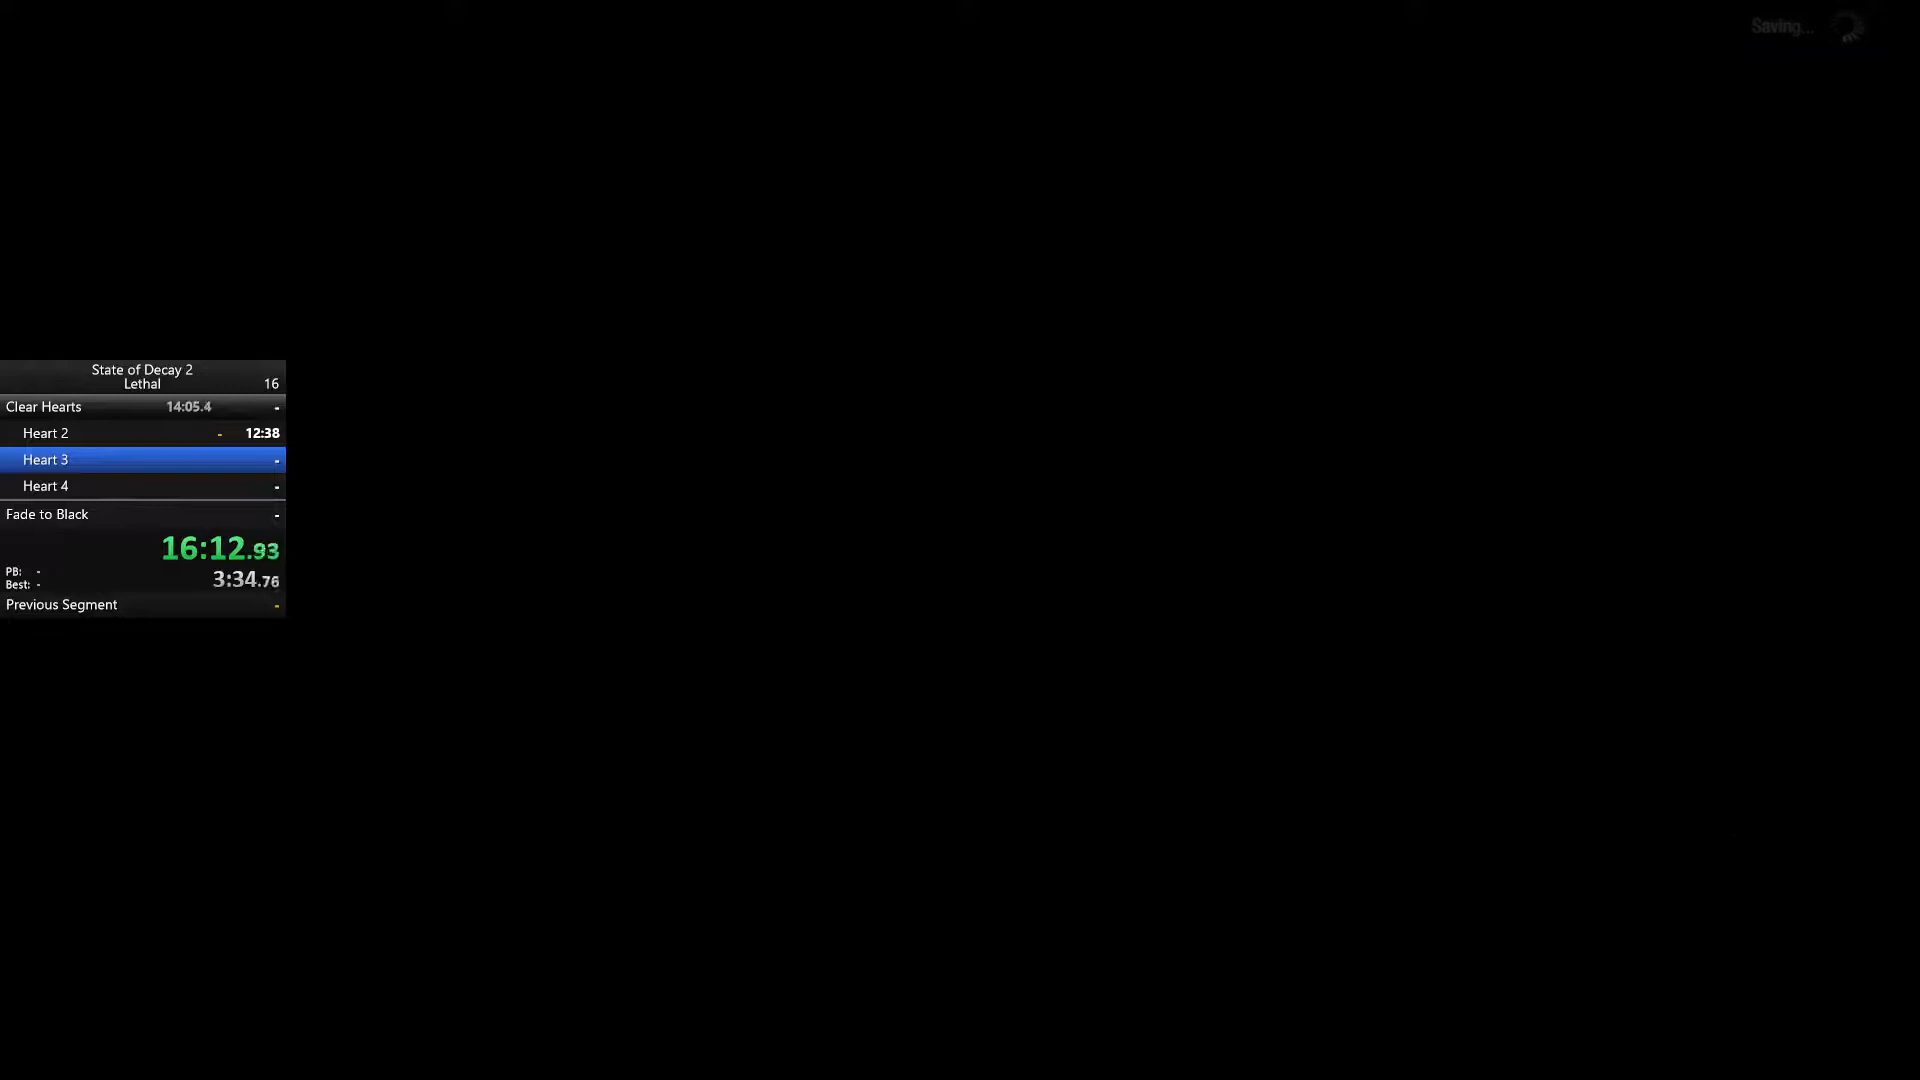 Saving...
State of Decay 2
Lethal 16
Clear Hearts 14:05.4 -
Heart 2 - 12:38
Heart 3 -
Heart 4 -
Fade to Black -
16:12.93
PB: -
Best: -
3:34.76
Previous Segment -